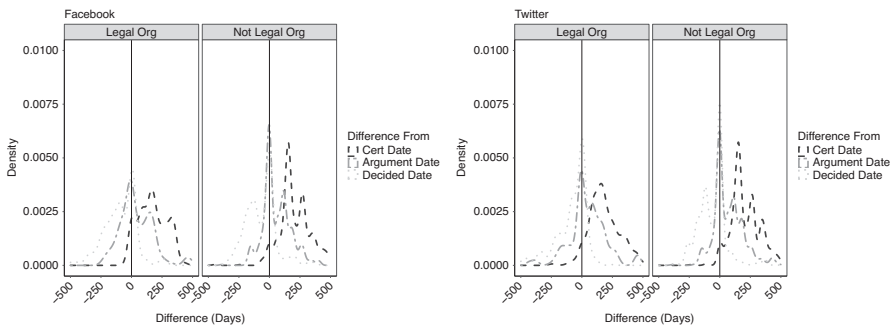 Facebook
Legal Org
Not Legal Org
0.0100
0.0075
0.0050
0.0025
0.0000
Density
−500
−250
0
250
500
−500
−250
0
250
500
Difference (Days)
Difference From
Cert Date
Argument Date
Decided Date
Twitter
Legal Org
Not Legal Org
0.0100
0.0075
0.0050
0.0025
0.0000
Density
−500
−250
0
250
500
−500
−250
0
250
500
Difference (Days)
Difference From
Cert Date
Argument Date
Decided Date